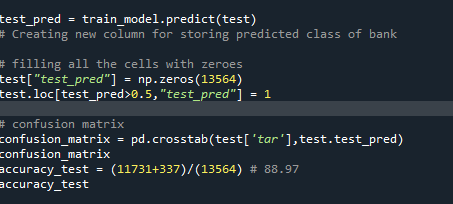 test_pred = train_model.predict(test)
# Creating new column for storing predicted class of bank
# filling all the cells with zeroes
test["test_pred"] = np.zeros(13564)
test.loc[test_pred>0.5,"test_pred"] = 1
# confusion matrix
confusion_matrix = pd.crosstab(test['tar'],test.test_pred)
confusion_matrix
accuracy_test = (11731+337)/(13564) # 88.97
accuracy_test